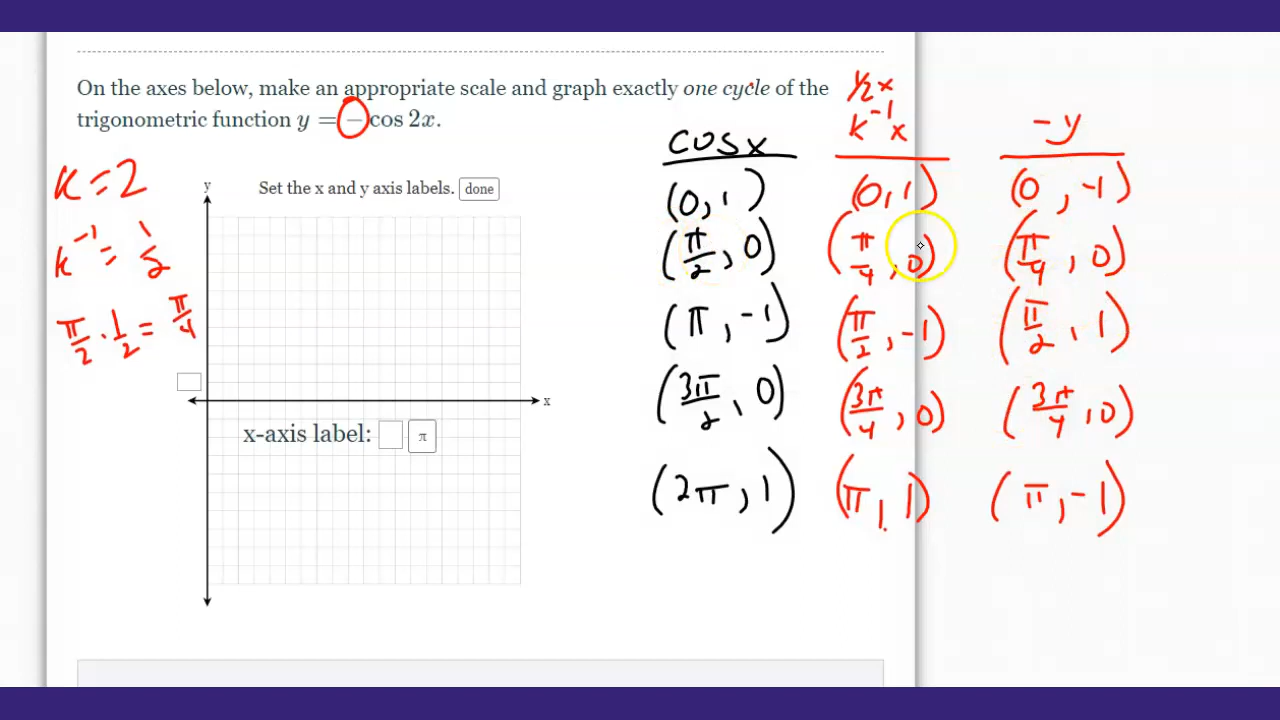 On the axes below, make an appropriate scale and graph exactly one cycle of the
trigonometric function y = −cos 2x.
k = 2
k⁻¹ = 1/2
π/2 · 1/2 = π/4
y
Set the x and y axis labels. done
x
x-axis label: π
cosx
(0, 1)
(π/2, 0)
(π, -1)
(3π/2, 0)
(2π, 1)
1/2 x
k⁻¹x
(0, 1)
(π/4, 0)
(π/2, -1)
(3π/4, 0)
(π, 1)
-y
(0, -1)
(π/4, 0)
(π/2, 1)
(3π/4, 0)
(π, -1)